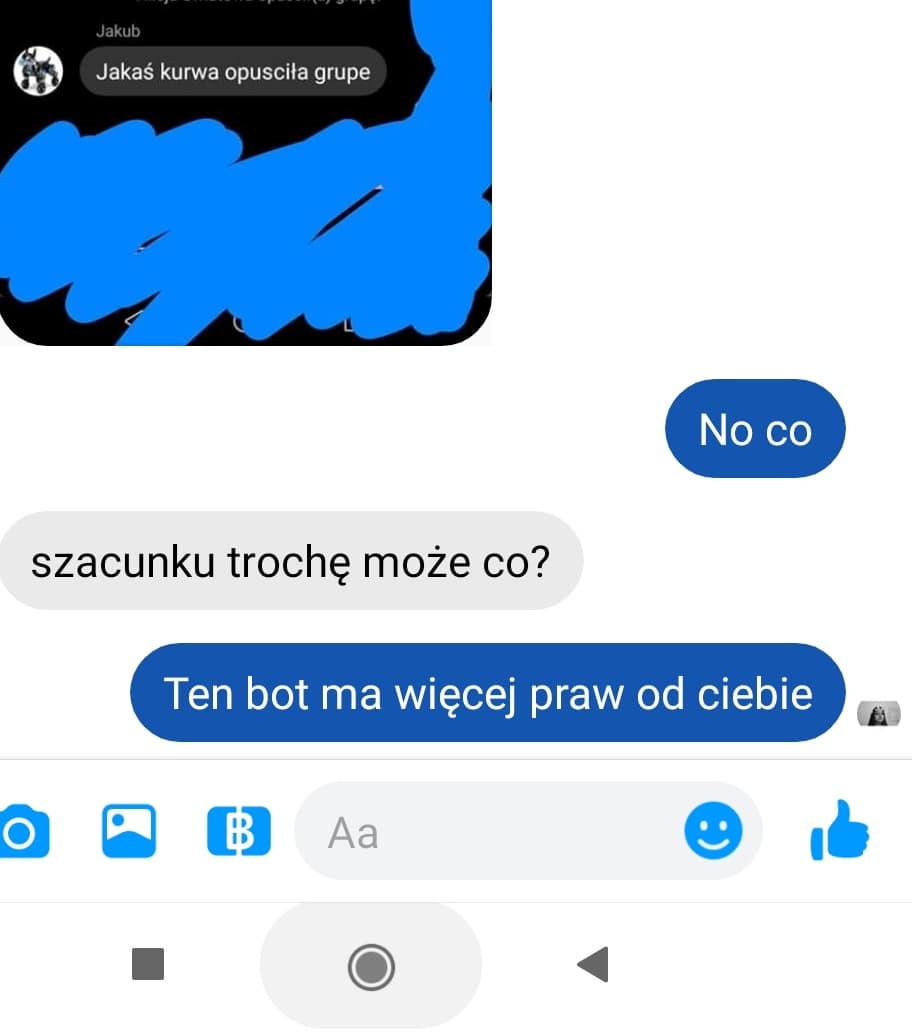 Jakub
Jakaś kurwa opusciła grupe
No co
szacunku trochę może co?
Ten bot ma więcej praw od ciebie
Aa